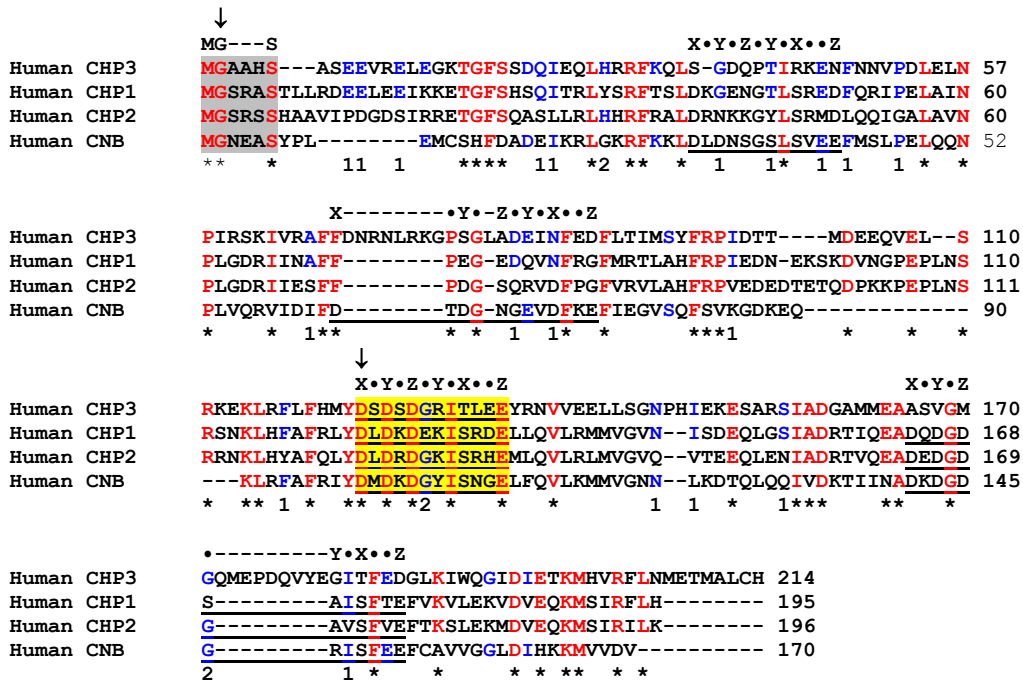 ↓
MG---S X•Y•Z•Y•X••Z
Human CHP3 MGAAHS---ASEEVRELEGKTGFSSDQIEQLHRRFKQLS-GDQPTIRKENFNNVPDLELN 57
Human CHP1 MGSRASTLLRDEELEEIKKETGFSHSQITRLYSRFTSLDKGENGTLSREDFQRIPELAIN 60
Human CHP2 MGSRSSHAAVIPDGDSIRRETGFSQASLLRLHHRFRALDRNKKGYLSRMDLQQIGALAVN 60
Human CNB MGNEASYPL--------EMCSHFDADEIKRLGKRFKKLDLDNSGSLSVEEFMSLPELQQN 52
** * 11 1 **** 11 *2 ** * 1* 1 1 1 *
X---------•Y•-Z•Y•X••Z
Human CHP3 PIRSKIVRAFFDNRNLRKGPSGLADEINFEDFLTIMSYFRPIDTT----MDEEQVEL--S 110
Human CHP1 PLGDRIINAFF--------PEG-EDQVNFRGFMRTLAHFRPIEDN-EKSKDVNGPEPLNS 110
Human CHP2 PLGDRIIESFF--------PDG-SQRVDFPGFVRVLAHFRPVEDEDTETQDPKKPEPLNS 111
Human CNB PLVQRVIDIFD--------TDG-NGEVDFKEFIEGVSQFSVKGDKEQ------------ 90
* * 1** * * 1 1* * ***1 * * *
↓
X•Y•Z•Y•X••Z X•Y•Z
Human CHP3 RKEKLRFLFHMYDSDSDGRITLEEYRNVVEELLSGNPHIEKESARSIADGAMMEAASVGM 170
Human CHP1 RSNKLHFAFRLYDLDKDEKISRDELLQVLRMMVGVN--ISDEQLGSIADRTIQEADQDGD 168
Human CHP2 RRNKLHYAFQLYDLDRDGKISRHEMLQVLRLMVGVQ--VTEEQLENIADRTVQEADEDGD 169
Human CNB ---KLRFAFRIYDMDKDGYISNGELFQVLKMMVGNN--LKDTQLQQIVDKTIINADKDGD 145
* ** 1 * ** * *2 * * * 1 1 * 1*** ** *
•---------Y•X••Z
Human CHP3 GQMEPDQVYEGITFEDGLKIWQGIDIETKMHVRFLNMETMALCH 214
Human CHP1 S---------AISFTEFVKVLEKVDVEQKMSIRFLH-------- 195
Human CHP2 G---------AVSFVEFTKSLEKMDVEQKMSIRILK-------- 196
Human CNB G---------RISFEEFCAVVGGLDIHKKMVVDV---------- 170
2 1 * * * * ** * *